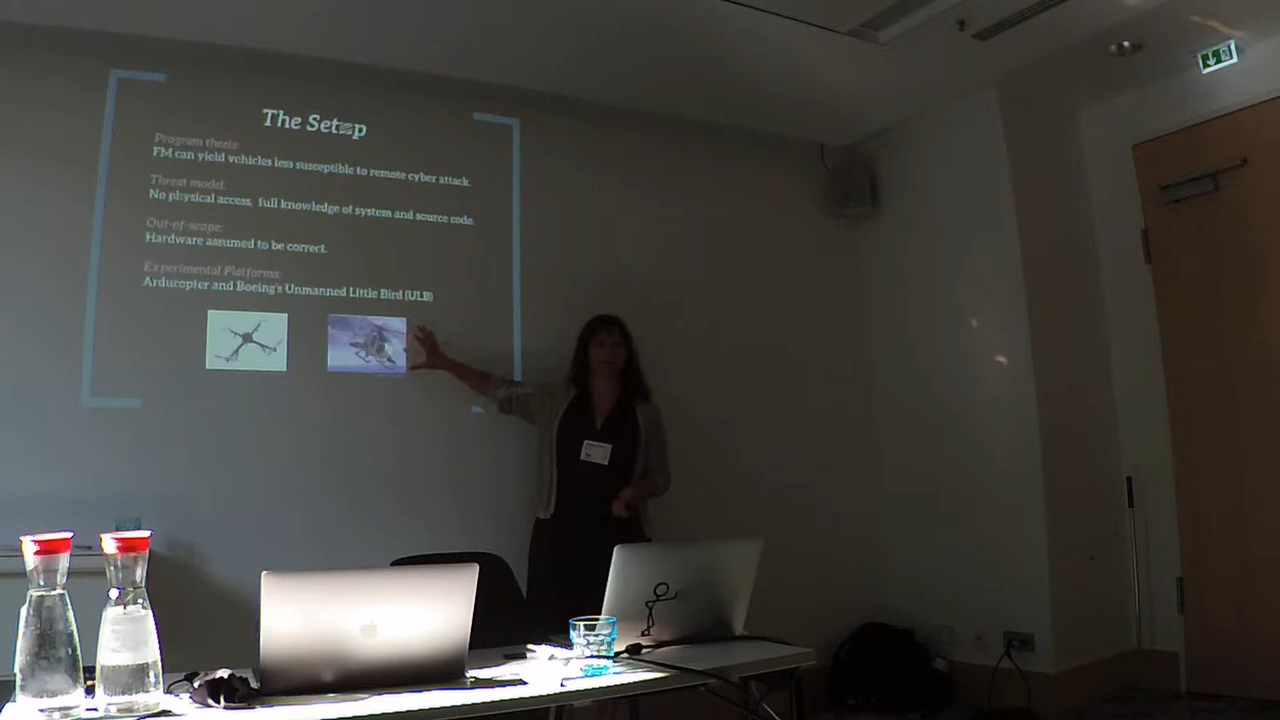 The Setup
Program thesis:
FM can yield vehicles less susceptible to remote cyber attack.
Threat model:
No physical access, full knowledge of system and source code.
Out-of-scope:
Hardware assumed to be correct.
Experimental Platforms:
Arducopter and Boeing's Unmanned Little Bird (ULB)